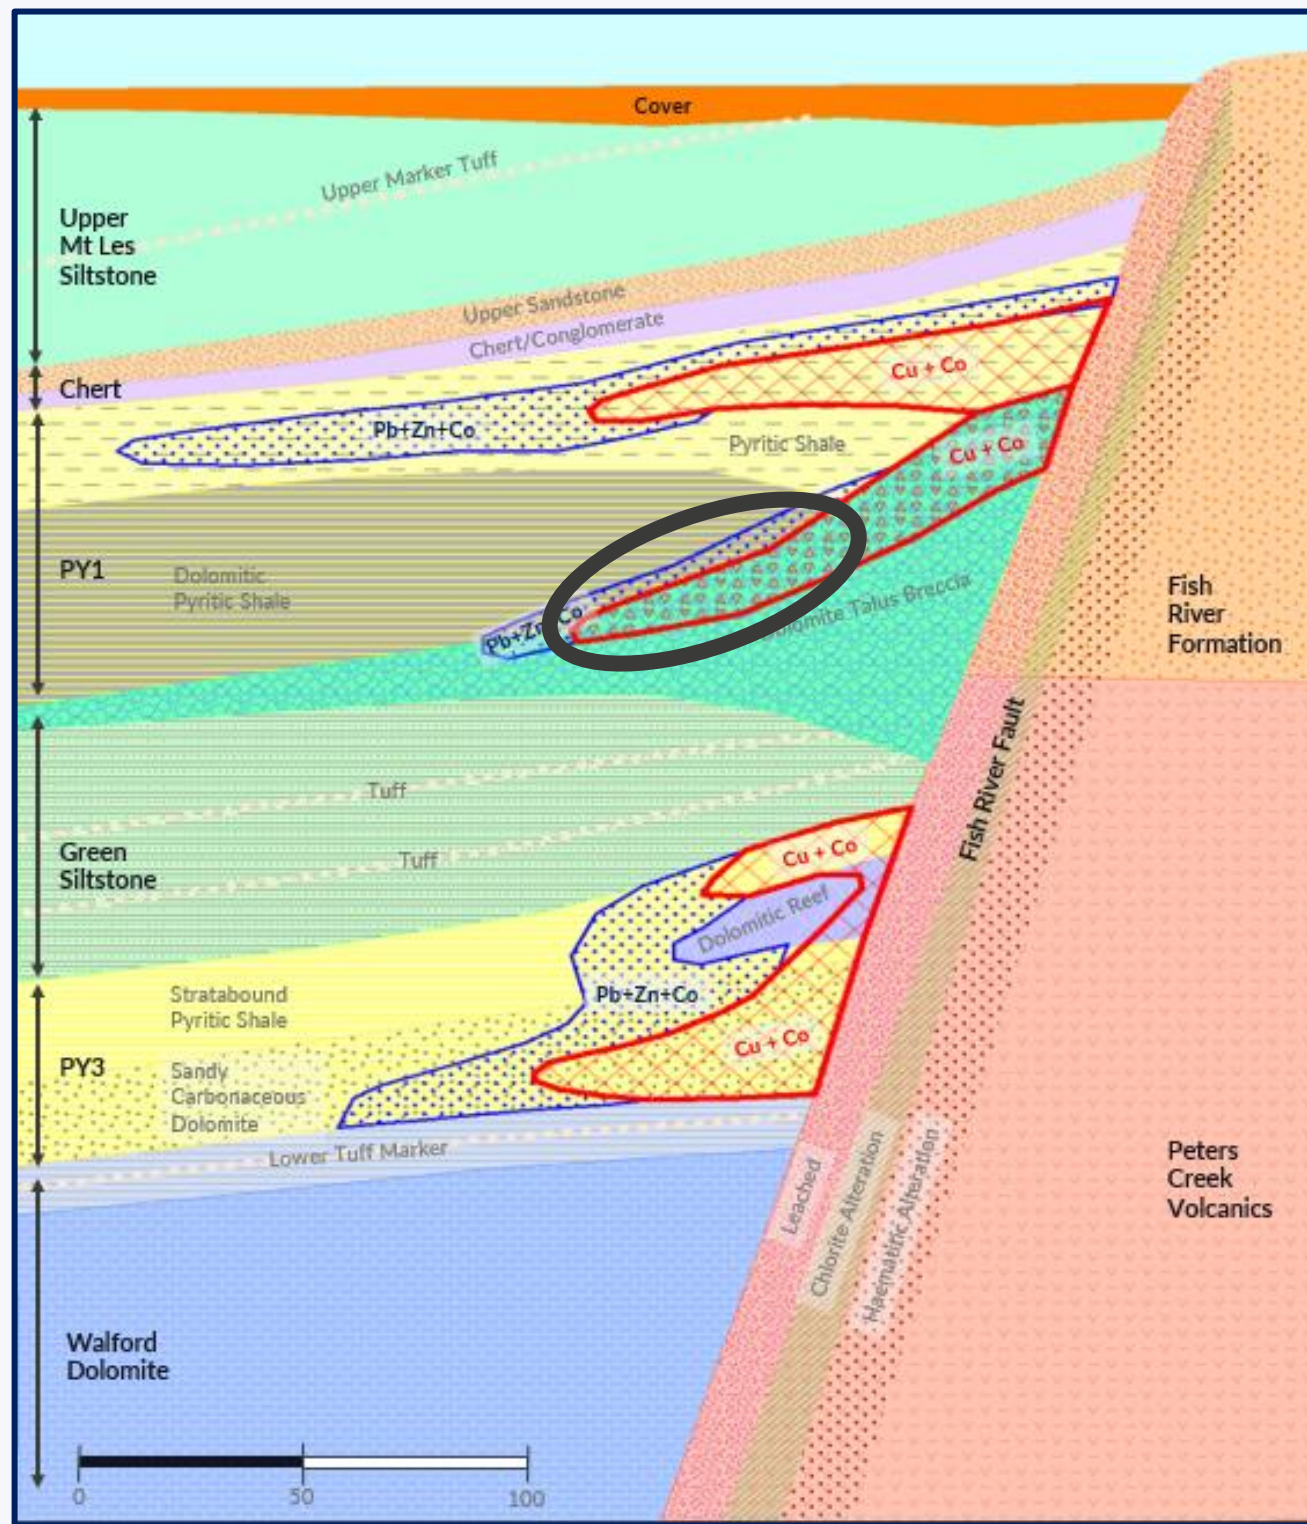 Cover
Upper Marker Tuff
Upper
Mt Les
Siltstone
Upper Sandstone
Chert/Conglomerate
Chert
Cu + Co
Pb+Zn+Co
Pyritic Shale
Cu + Co
PY1
Dolomitic
Pyritic Shale
Pb+Zn Co
Talus Breccia
Fish
River
Formation
Fish River Fault
Tuff
Tuff
Green
Siltstone
Cu + Co
Dolomitic Reef
Stratabound
Pyritic Shale
Pb+Zn+Co
Cu + Co
PY3
Sandy
Carbonaceous
Dolomite
Lower Tuff Marker
Leached
Chlorite Alteration
Haematitic Alteration
Peters
Creek
Volcanics
Walford
Dolomite
0 50 100